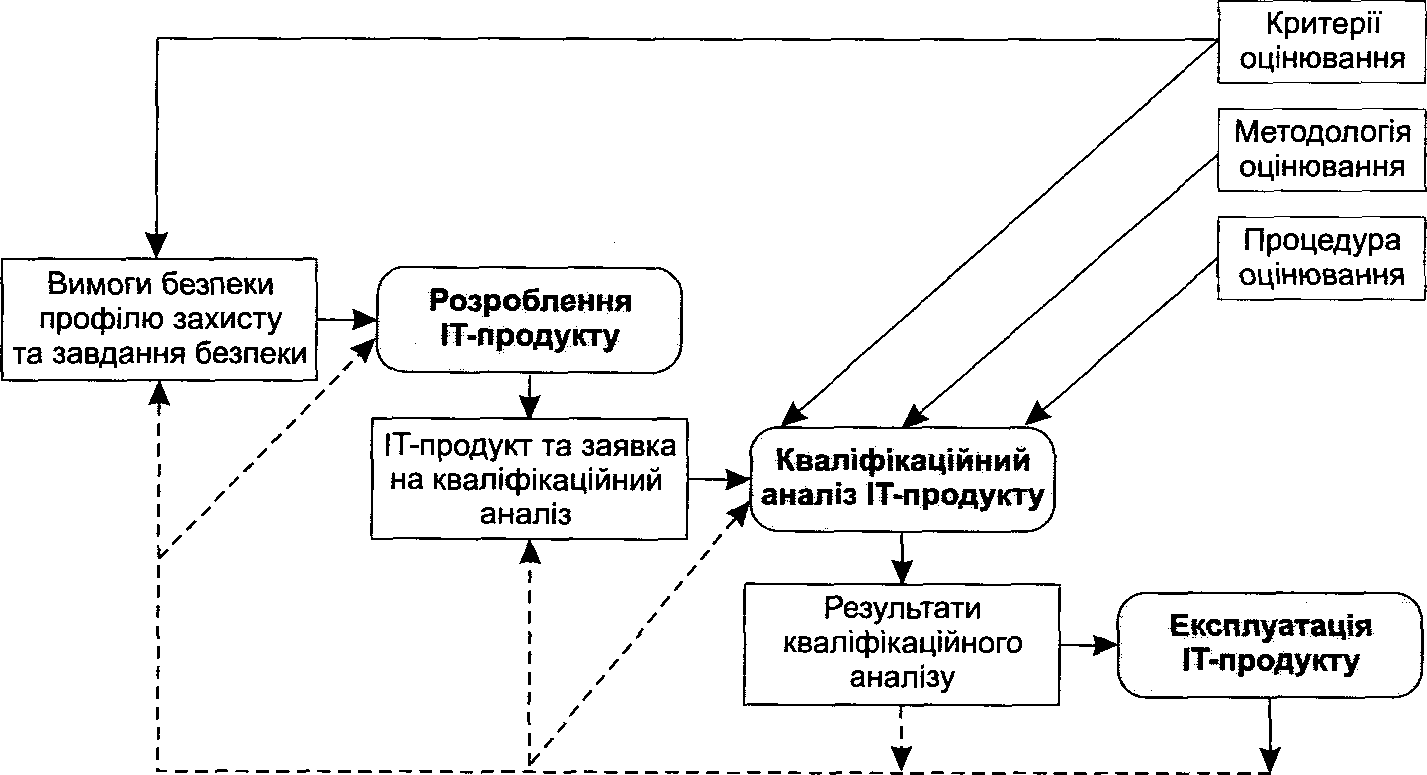 Критерії
оцінювання
Методологія
оцінювання
Процедура
оцінювання
Вимоги безпеки
профілю захисту
та завдання безпеки
Розроблення
ІТ-продукту
ІТ-продукт та заявка
на кваліфікаційний
аналіз
Кваліфікаційний
аналіз ІТ-продукту
Результати
кваліфікаційного
аналізу
Експлуатація
ІТ-продукту